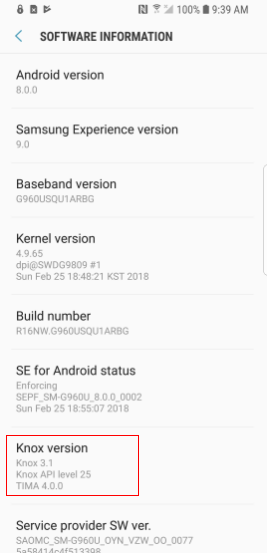 100% 9:39 AM
SOFTWARE INFORMATION
Android version
8.0.0
Samsung Experience version
9.0
Baseband version
G960USQU1ARBG
Kernel version
4.9.65
dpi@SWDG9809 #1
Sun Feb 25 18:48:21 KST 2018
Build number
R16NW.G960USQU1ARBG
SE for Android status
Enforcing
SEPF_SM-G960U_8.0.0_0002
Sun Feb 25 18:55:07 2018
Knox version
Knox 3.1
Knox API level 25
TIMA 4.0.0
Service provider SW ver.
SAOMC_SM-G960U_OYN_VZW_OO_0077
5a58414c4f513398